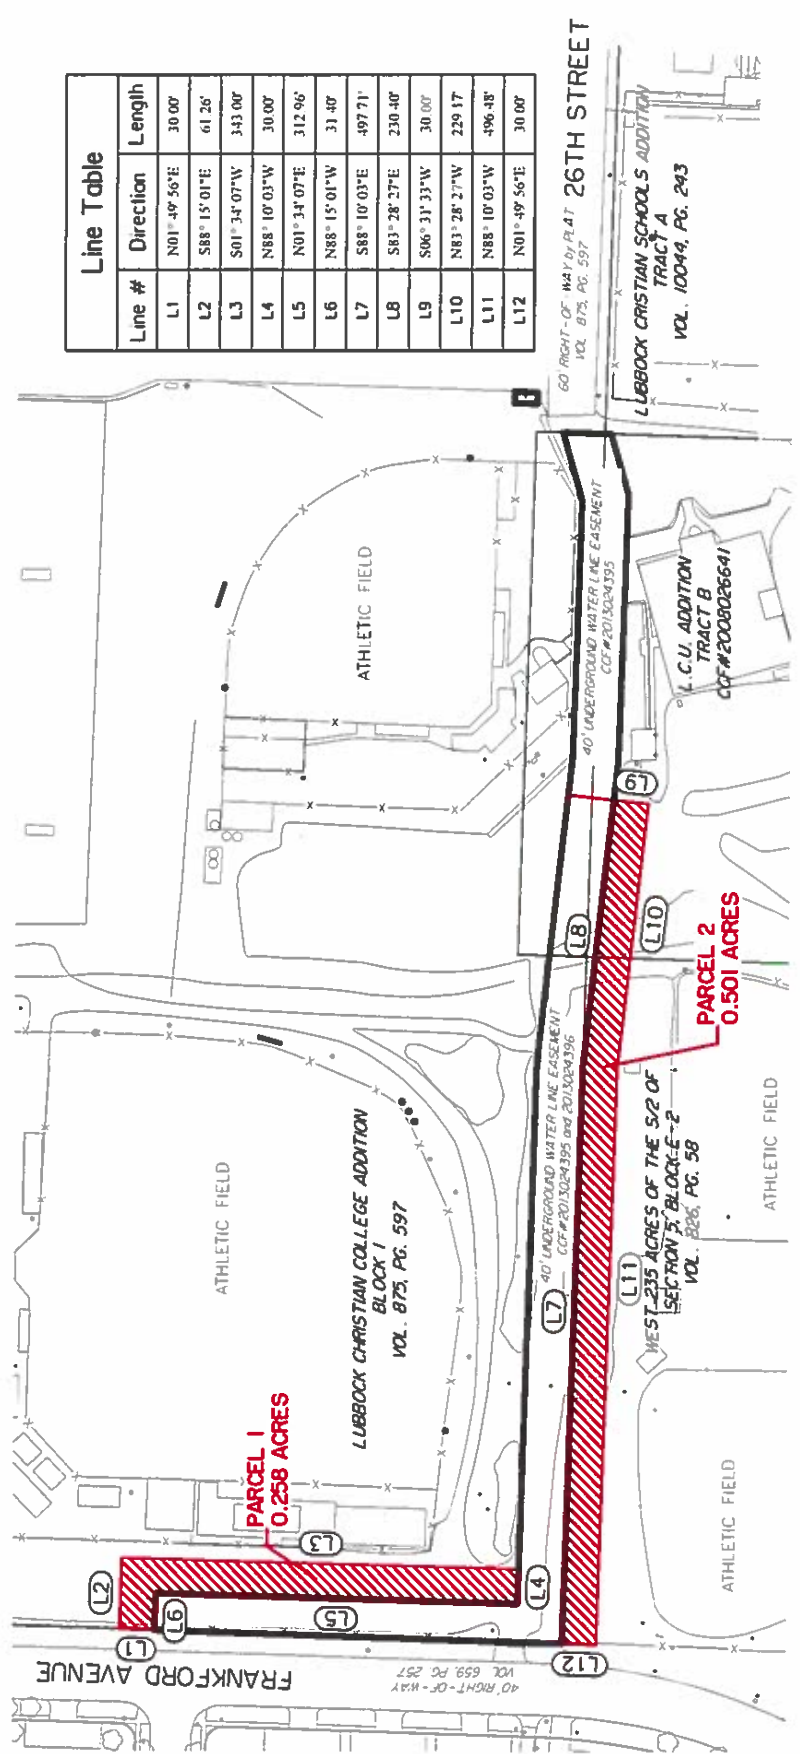 Line Table
Line # Direction Length
L1 N01° 49' 56"E 30.00'
L2 S88° 15' 01"E 61.26'
L3 S01° 34' 07"W 343.00'
L4 N88° 10' 03"W 30.00'
L5 N01° 34' 07"E 312.96'
L6 N88° 15' 01"W 31.40'
L7 S88° 10' 03"E 497.71'
L8 S83° 28' 27"E 230.40'
L9 S06° 31' 33"W 30.00'
L10 N83° 28' 27"W 229.17'
L11 N88° 10' 03"W 496.48'
L12 N01° 49' 56"E 30.00'
60' RIGHT-OF-WAY by PLAT
VOL 875, PG. 597
26TH STREET
LUBBOCK CRISTIAN SCHOOLS ADDITION
TRACT A
VOL. 10044, PG. 243
ATHLETIC FIELD
40' UNDERGROUND WATER LINE EASEMENT
CCF#2013024395
L.C.U. ADDITION
TRACT B
CCF#2008026641
L9
L8
L10
PARCEL 2
0.501 ACRES
ATHLETIC FIELD
LUBBOCK CHRISTIAN COLLEGE ADDITION
BLOCK 1
VOL. 875, PG. 597
40' UNDERGROUND WATER LINE EASEMENT
CCF#2013024395 and 2013024396
L7
L11
WEST 235 ACRES OF THE S/2 OF
SECTION 5, BLOCK E-2
VOL. 826, PG. 58
ATHLETIC FIELD
PARCEL 1
0.258 ACRES
L3
L2
L6
L5
L4
L1
L12
ATHLETIC FIELD
FRANKFORD AVENUE
40' RIGHT-OF-WAY
VOL 659, PG 257